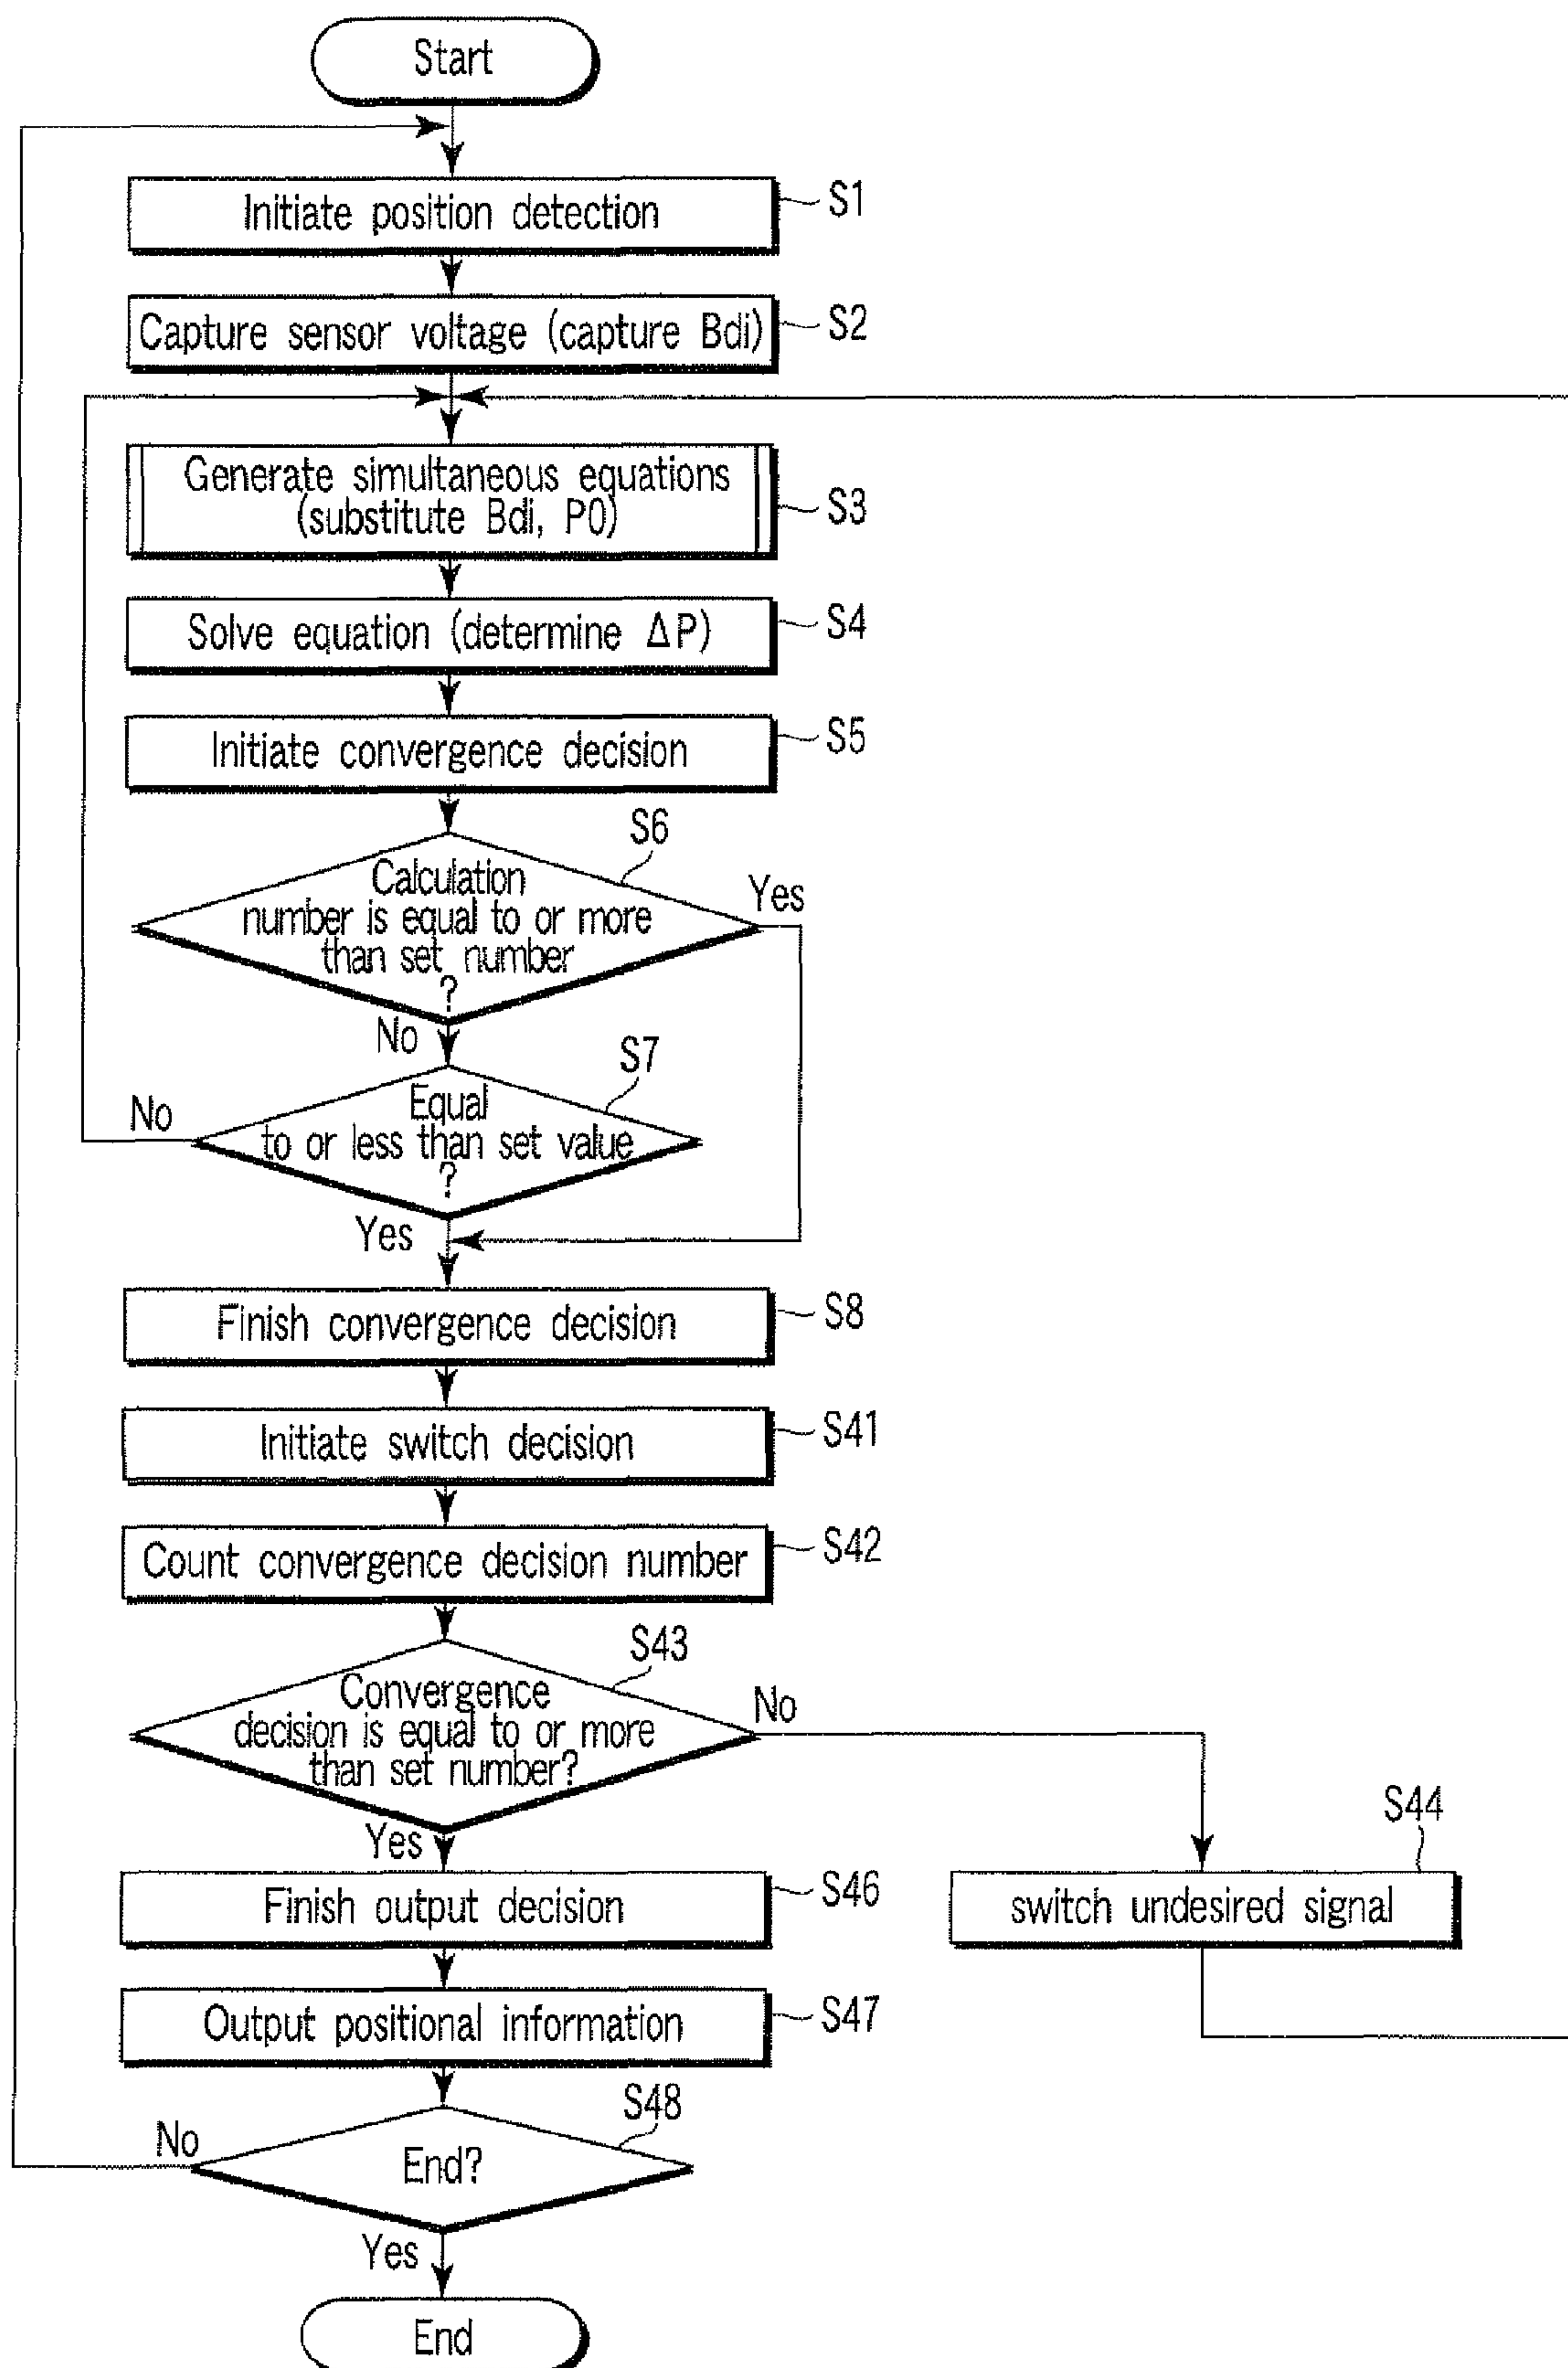 Start
Initiate position detection
S1
Capture sensor voltage (capture Bdi)
S2
Generate simultaneous equations
(substitute Bdi, P0)
S3
Solve equation (determine ΔP)
S4
Initiate convergence decision
S5
S6
Calculation
number is equal to or more
than set number
?
Yes
No
S7
Equal
to or less than set value
?
No
Yes
Finish convergence decision
S8
Initiate switch decision
S41
Count convergence decision number
S42
S43
Convergence
decision is equal to or more
than set number?
No
Yes
S44
switch undesired signal
Finish output decision
S46
Output positional information
S47
S48
End?
No
Yes
End